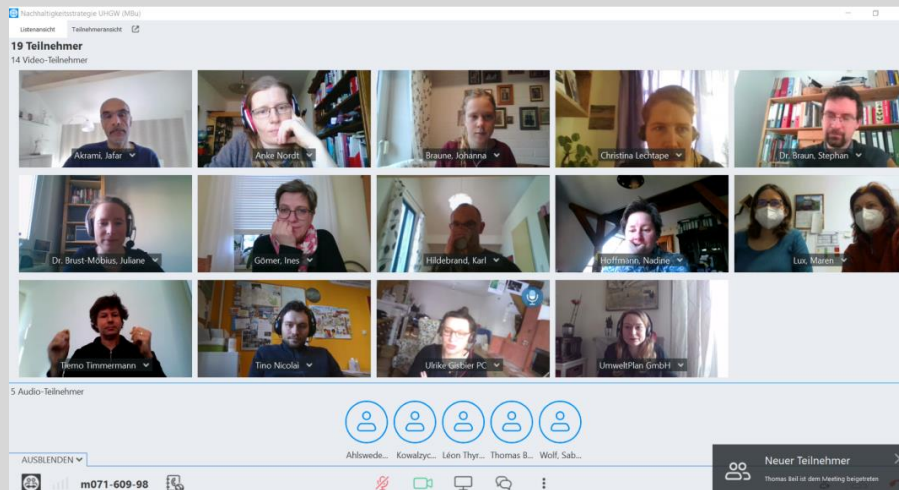 Nachhaltigkeitsstrategie UHGW (MBu)
Listenansicht Teilnehmeransicht
19 Teilnehmer
14 Video-Teilnehmer
Akrami, Jafar
Anke Nordt
Braune, Johanna
Christina Lechtape
Dr. Braun, Stephan
Dr. Brust-Möbius, Juliane
Gömer, Ines
Hildebrand, Karl
Hoffmann, Nadine
Lux, Maren
Tiemo Timmermann
Tino Nicolai
Ulrike Gisbier PC
UmweltPlan GmbH
5 Audio-Teilnehmer
Ahlswede... Kowalzyc... Léon Thyr... Thomas B... Wolf, Sab...
AUSBLENDEN
m071-609-98
Neuer Teilnehmer
Thomas Beil ist dem Meeting beigetreten